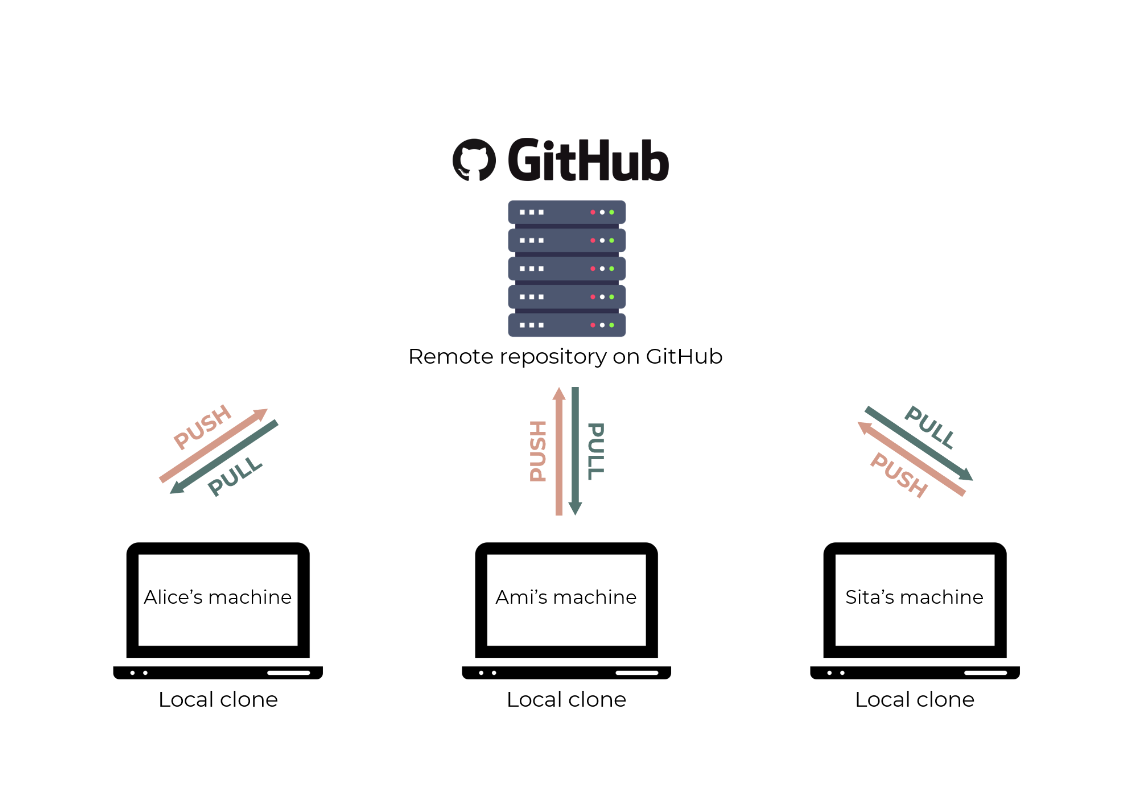 GitHub
Remote repository on GitHub
PUSH
PULL
PUSH
PULL
PULL
PUSH
Alice’s machine
Ami’s machine
Sita’s machine
Local clone
Local clone
Local clone